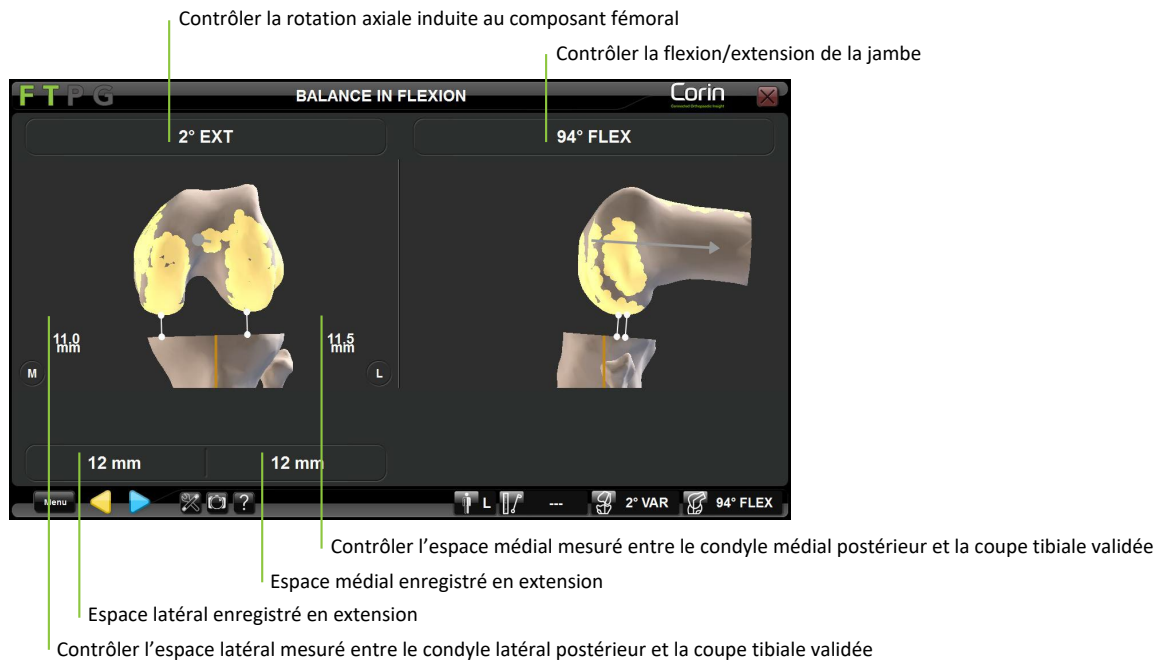 Contrôler la rotation axiale induite au composant fémoral
Contrôler la flexion/extension de la jambe
F T P G
BALANCE IN FLEXION
Corin
2° EXT
94° FLEX
11.0
mm
11.5
mm
M
L
12 mm
12 mm
Menu
?
L
---
2° VAR
94° FLEX
Contrôler l’espace médial mesuré entre le condyle médial postérieur et la coupe tibiale validée
Espace médial enregistré en extension
Espace latéral enregistré en extension
Contrôler l’espace latéral mesuré entre le condyle latéral postérieur et la coupe tibiale validée